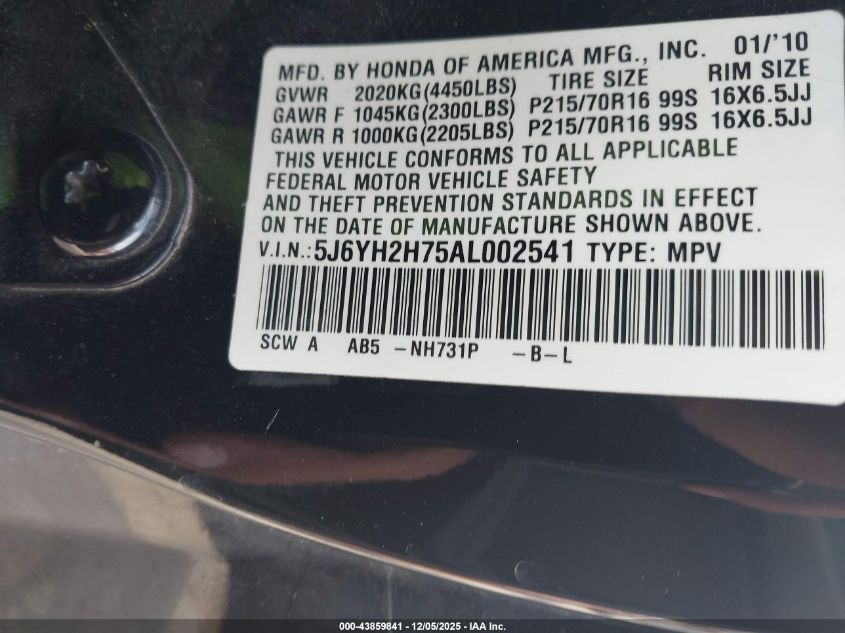 MFD. BY HONDA OF AMERICA MFG., INC. 01/'10
GVWR 2020KG(4450LBS) TIRE SIZE RIM SIZE
GAWR F 1045KG(2300LBS) P215/70R16 99S 16X6.5JJ
GAWR R 1000KG(2205LBS) P215/70R16 99S 16X6.5JJ
THIS VEHICLE CONFORMS TO ALL APPLICABLE
FEDERAL MOTOR VEHICLE SAFETY
AND THEFT PREVENTION STANDARDS IN EFFECT
ON THE DATE OF MANUFACTURE SHOWN ABOVE.
V.I.N.:5J6YH2H75AL002541 TYPE: MPV
SCW A AB5 -NH731P -B-L
000-43859841 - 12/05/2025 - IAA Inc.